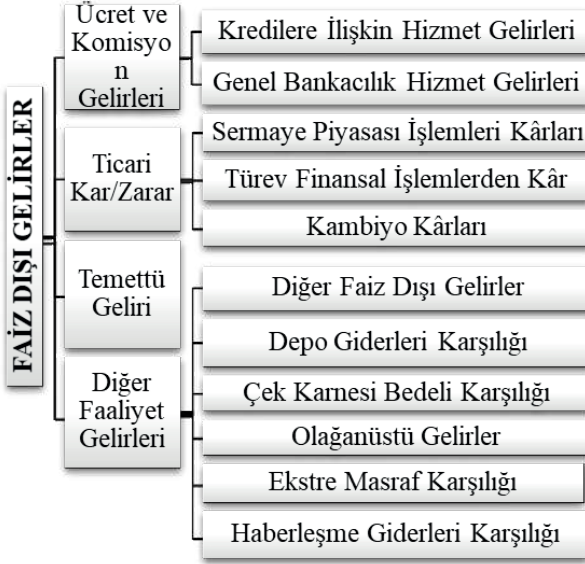 FAİZ DIŞI GELİRLER
Ücret ve
Komisyo
n
Gelirleri
Kredilere İlişkin Hizmet Gelirleri
Genel Bankacılık Hizmet Gelirleri
Ticari
Kar/Zarar
Sermaye Piyasası İşlemleri Kârları
Türev Finansal İşlemlerden Kâr
Kambiyo Kârları
Temettü
Geliri
Diğer
Faaliyet
Gelirleri
Diğer Faiz Dışı Gelirler
Depo Giderleri Karşılığı
Çek Karnesi Bedeli Karşılığı
Olağanüstü Gelirler
Ekstre Masraf Karşılığı
Haberleşme Giderleri Karşılığı